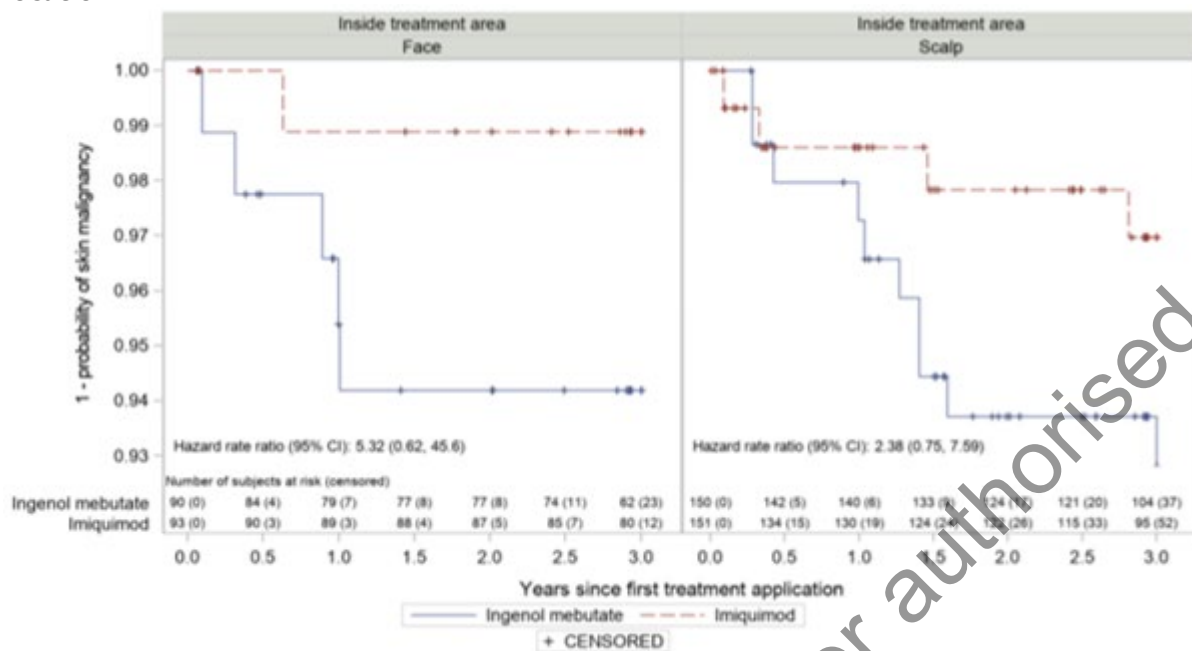 Inside treatment area
Face
Inside treatment area
Scalp
1 - probability of skin malignancy
1.00
0.99
0.98
0.97
0.96
0.95
0.94
0.93
Hazard rate ratio (95% CI): 5.32 (0.62, 45.6)
Hazard rate ratio (95% CI): 2.38 (0.75, 7.59)
Number of subjects at risk (censored)
Ingenol mebutate 90 (0) 84 (4) 79 (7) 77 (8) 77 (8) 74 (11) 62 (23) 150 (0) 142 (5) 140 (6) 133 (9) 121 (20) 104 (37)
Imiquimod 93 (0) 90 (3) 89 (3) 88 (4) 87 (5) 85 (7) 80 (12) 151 (0) 134 (15) 130 (19) 124 (24) 115 (33) 95 (52)
0.0 0.5 1.0 1.5 2.0 2.5 3.0 0.0 0.5 1.0 1.5 2.0 2.5 3.0
Years since first treatment application
Ingenol mebutate Imiquimod
+ CENSORED
authorised